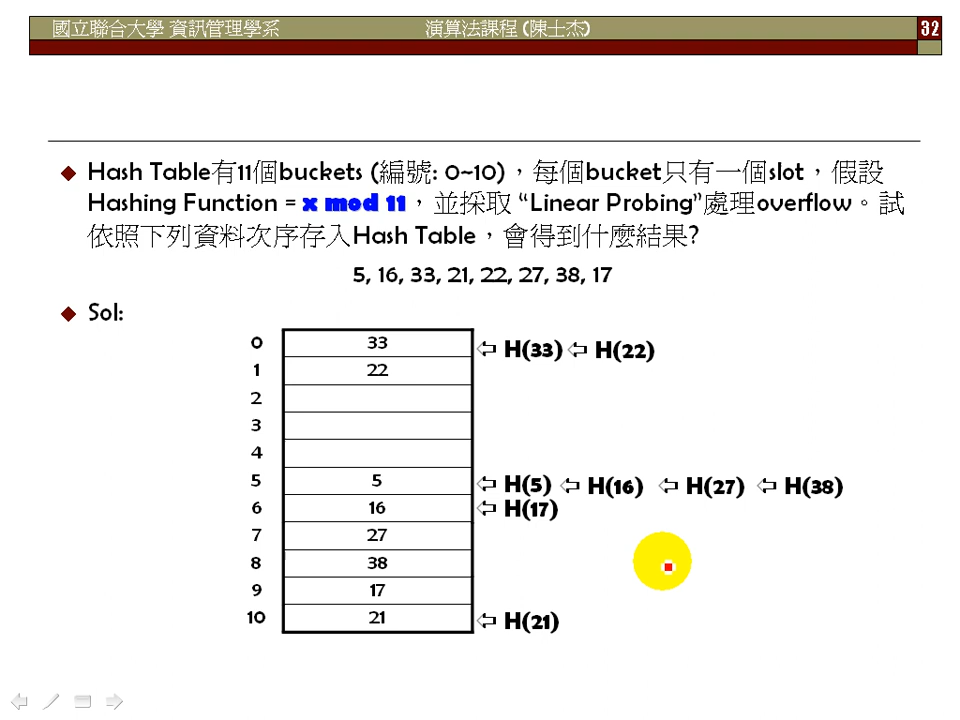 國立聯合大學 資訊管理學系 演算法課程 (陳士杰) 32
◆ Hash Table有11個buckets (編號: 0~10)，每個bucket只有一個slot，假設
Hashing Function = x mod 11，並採取 “Linear Probing”處理overflow。試
依照下列資料次序存入Hash Table，會得到什麼結果?
5, 16, 33, 21, 22, 27, 38, 17
◆ Sol:
0 33 ⇦ H(33) ⇦ H(22)
1 22
2
3
4
5 5 ⇦ H(5) ⇦ H(16) ⇦ H(27) ⇦ H(38)
6 16 ⇦ H(17)
7 27
8 38
9 17
10 21 ⇦ H(21)